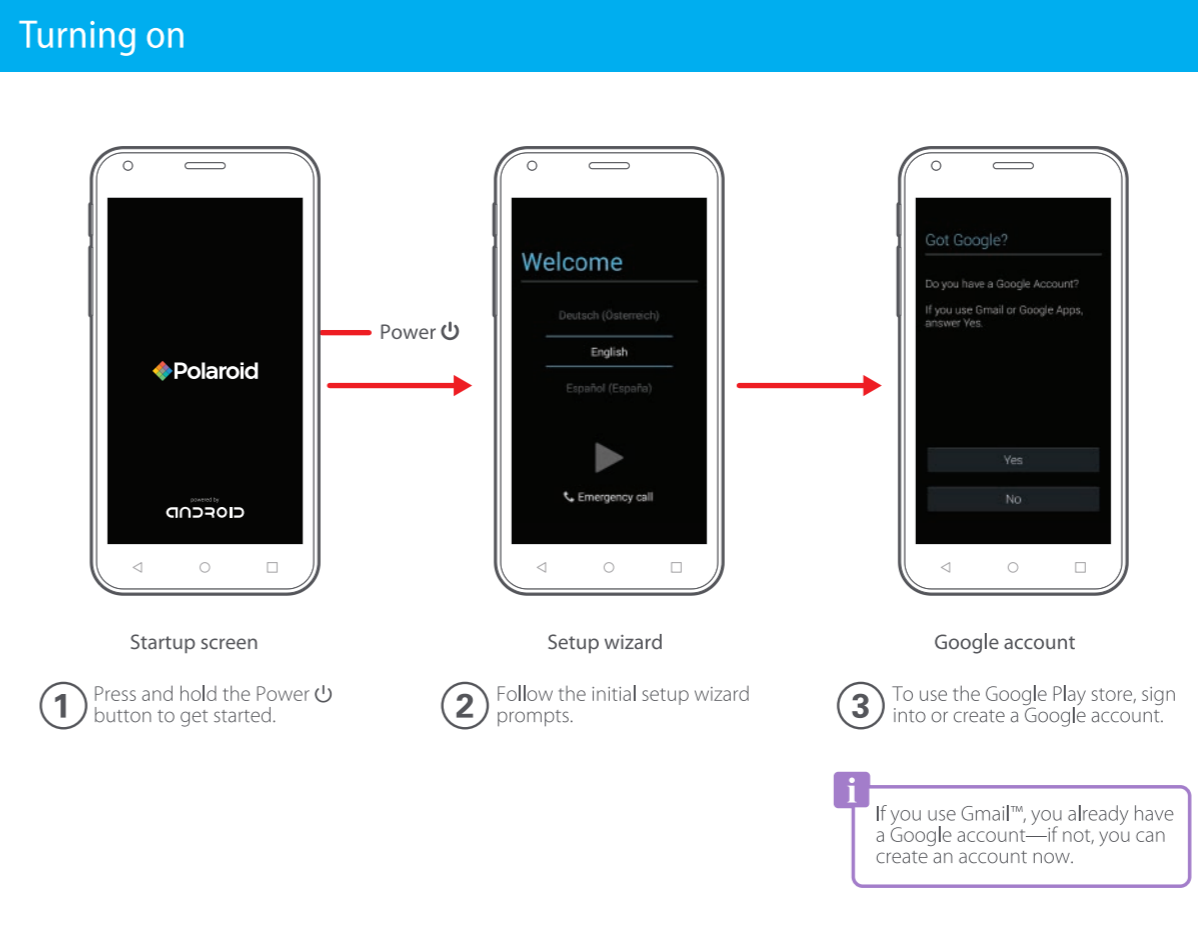 Turning on
Polaroid
powered by
ANDROID
Power
Welcome
Deutsch (Österreich)
English
Español (España)
Emergency call
Got Google?
Do you have a Google Account?
If you use Gmail or Google Apps,
answer Yes.
Yes
No
Startup screen
1
Press and hold the Power
button to get started.
Setup wizard
2
Follow the initial setup wizard
prompts.
Google account
3
To use the Google Play store, sign
into or create a Google account.
i
If you use Gmail™, you already have
a Google account—if not, you can
create an account now.